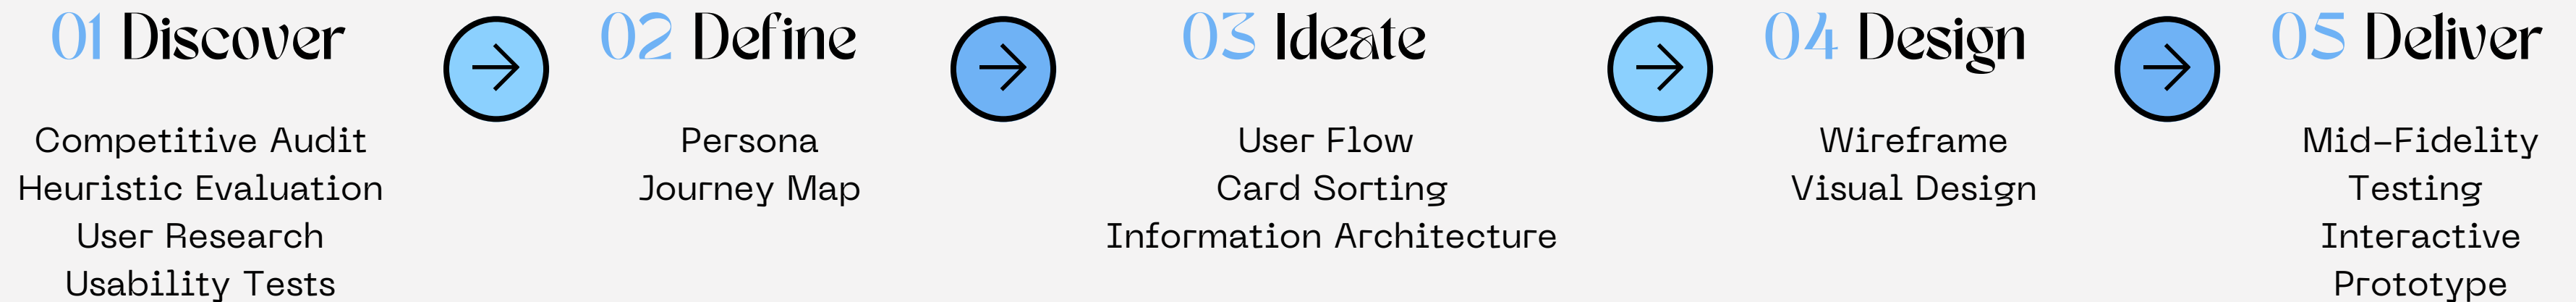 01 Discover
Competitive Audit
Heuristic Evaluation
User Research
Usability Tests
02 Define
Persona
Journey Map
03 Ideate
User Flow
Card Sorting
Information Architecture
04 Design
Wireframe
Visual Design
05 Deliver
Mid-Fidelity
Testing
Interactive
Prototype